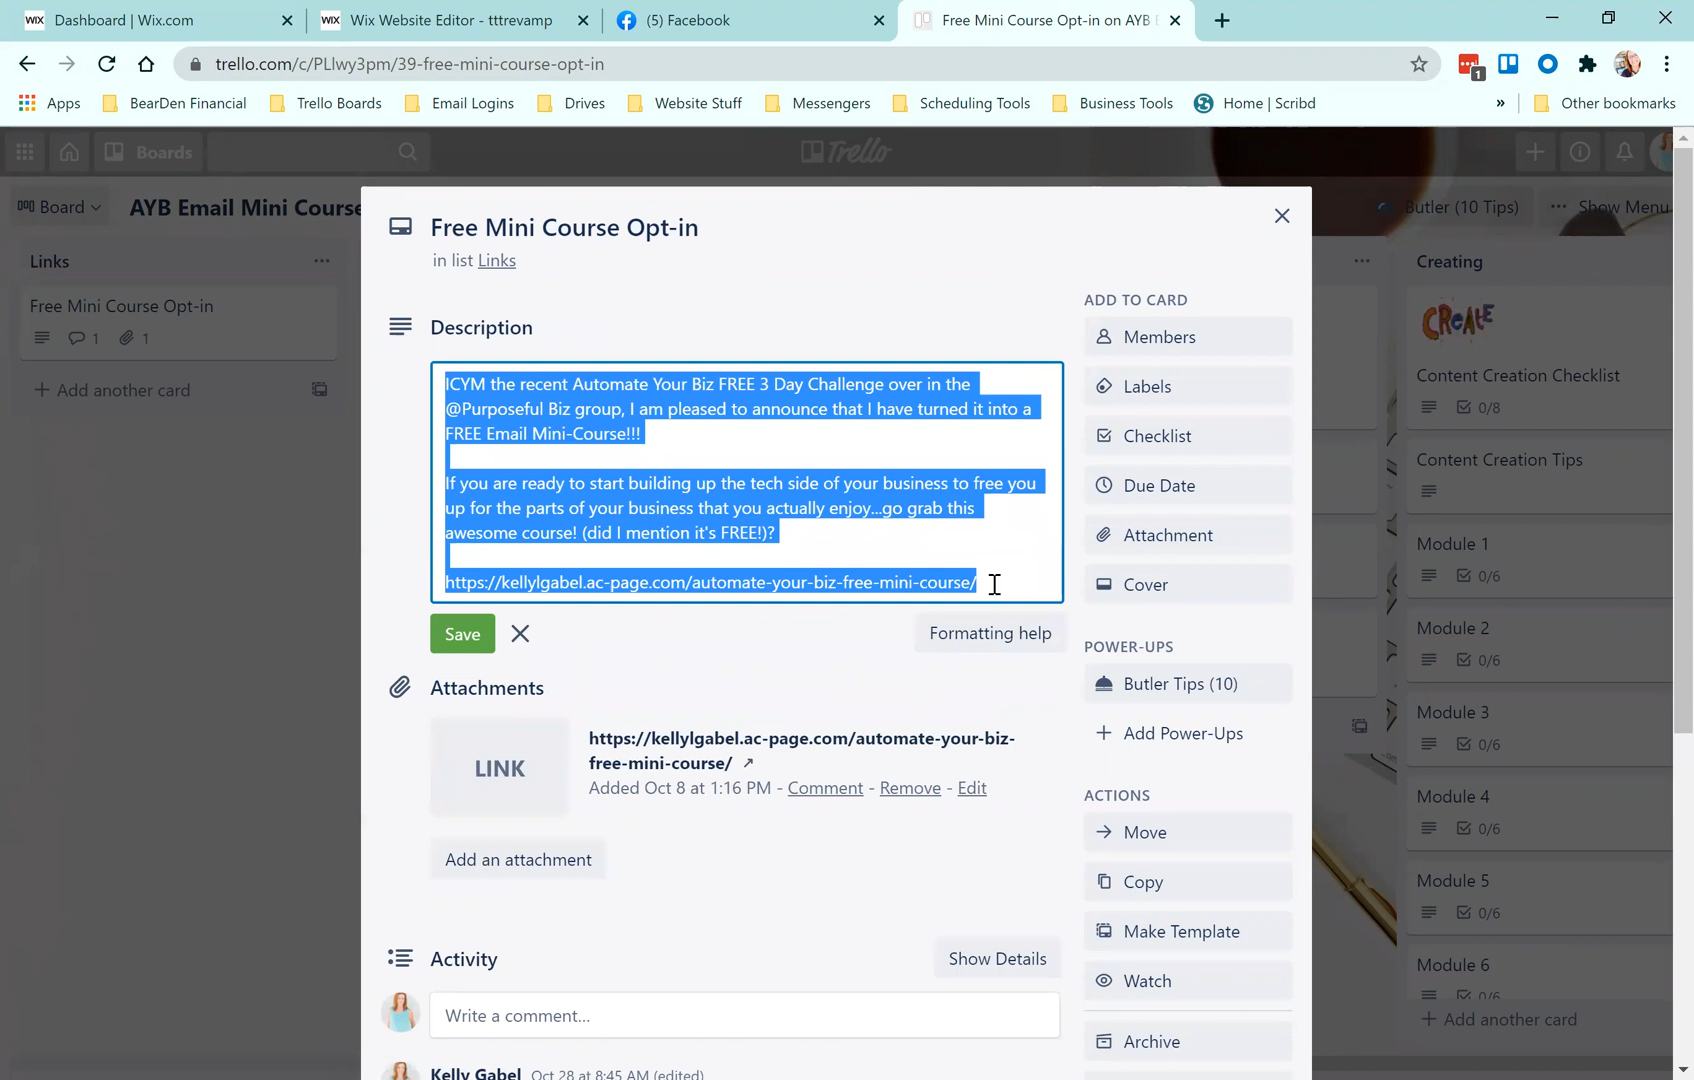 WIX Dashboard | Wix.com
WIX Wix Website Editor - tttrevamp
(5) Facebook
Free Mini Course Opt-in on AYB E
trello.com/c/PLlwy3pm/39-free-mini-course-opt-in
1
Apps
BearDen Financial
Trello Boards
Email Logins
Drives
Website Stuff
Messengers
Scheduling Tools
Business Tools
Home | Scribd
»
Other bookmarks
Boards
Trello
Board
AYB Email Mini Course
Butler (10 Tips)
Show Menu
Links
Free Mini Course Opt-in
1
1
+ Add another card
Free Mini Course Opt-in
in list Links
Description
ICYM the recent Automate Your Biz FREE 3 Day Challenge over in the
@Purposeful Biz group, I am pleased to announce that I have turned it into a
FREE Email Mini-Course!!!
If you are ready to start building up the tech side of your business to free you
up for the parts of your business that you actually enjoy...go grab this
awesome course! (did I mention it's FREE!)?
https://kellylgabel.ac-page.com/automate-your-biz-free-mini-course/
Save
Formatting help
Attachments
LINK
https://kellylgabel.ac-page.com/automate-your-biz-
free-mini-course/ ↗
Added Oct 8 at 1:16 PM - Comment - Remove - Edit
Add an attachment
Activity
Show Details
Write a comment...
Kelly Gabel Oct 28 at 8:45 AM (edited)
ADD TO CARD
Members
Labels
Checklist
Due Date
Attachment
Cover
POWER-UPS
Butler Tips (10)
+ Add Power-Ups
ACTIONS
Move
Copy
Make Template
Watch
Archive
Creating
CREATE
Content Creation Checklist
0/8
Content Creation Tips
Module 1
0/6
Module 2
0/6
Module 3
0/6
Module 4
0/6
Module 5
0/6
Module 6
0/6
+ Add another card